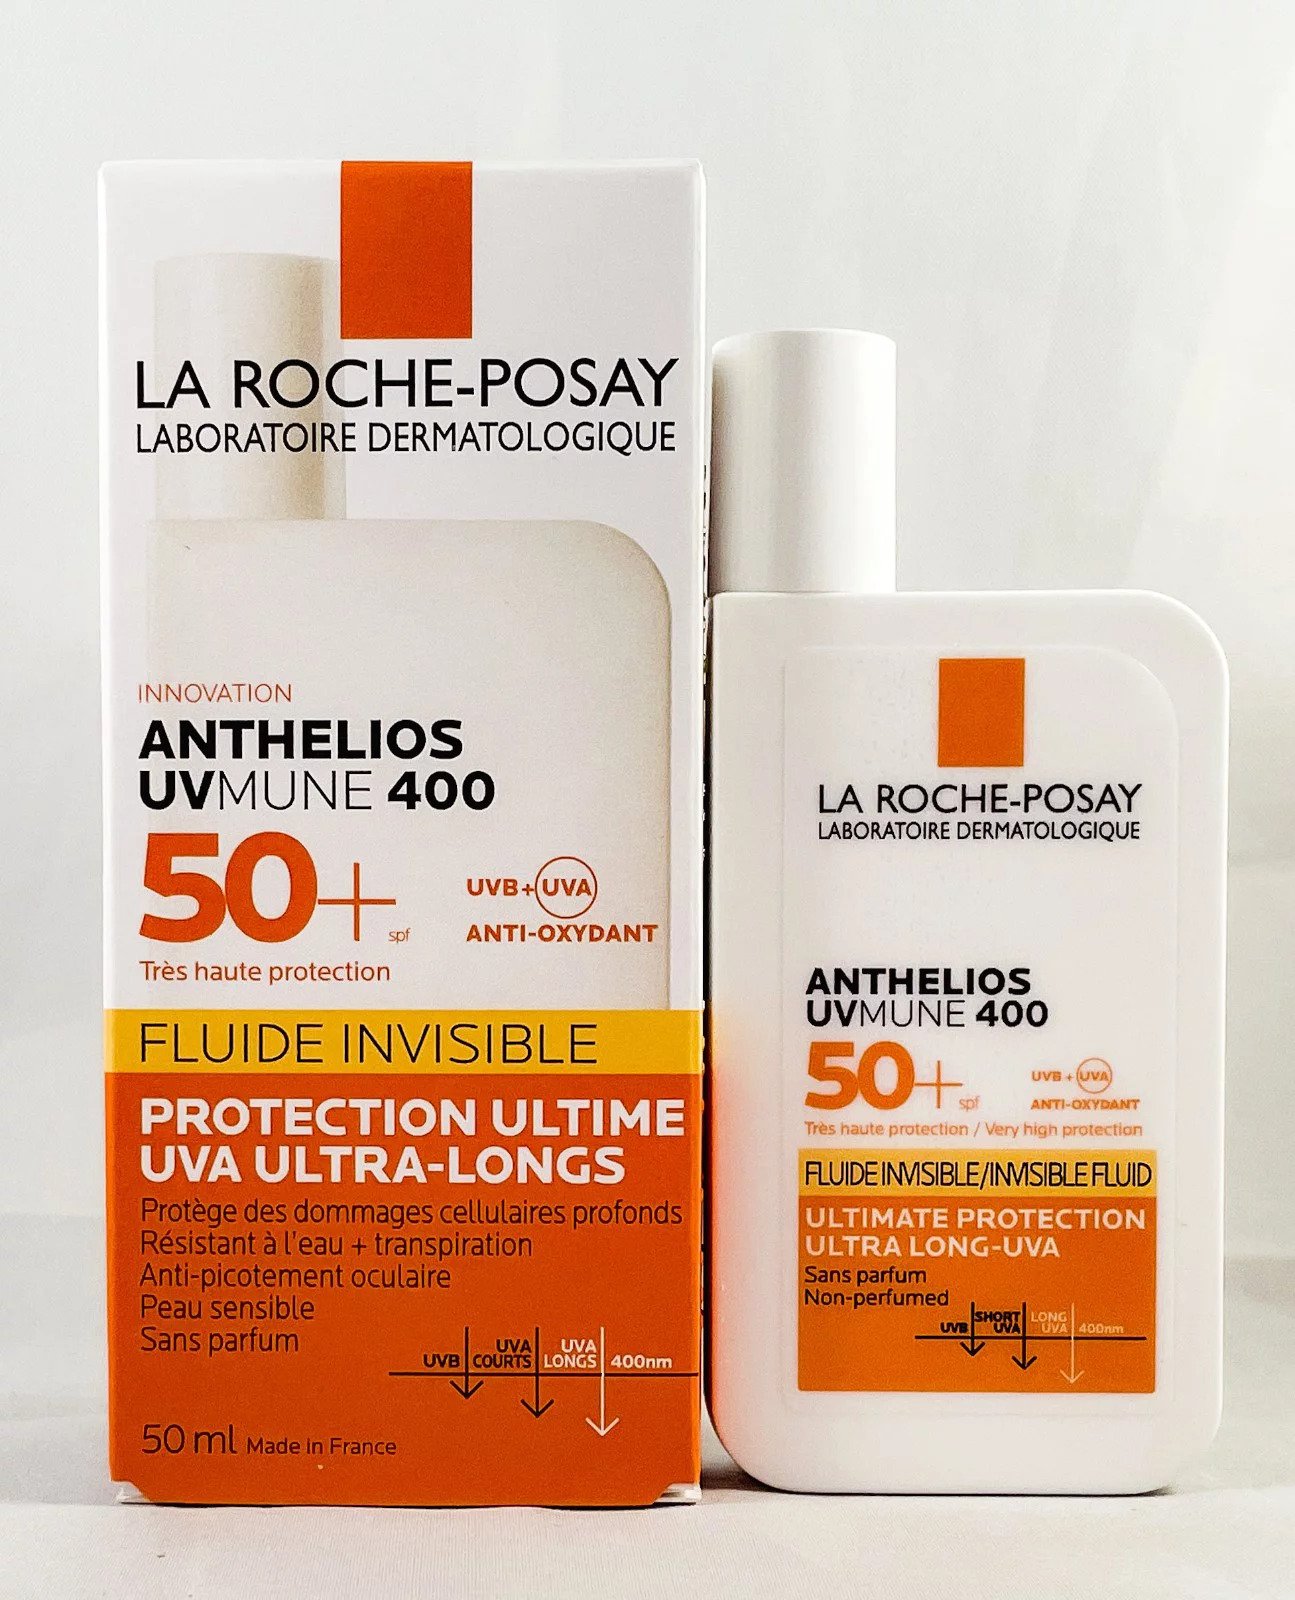 LA ROCHE-POSAY
LABORATOIRE DERMATOLOGIQUE
INNOVATION
ANTHELIOS
UVMUNE 400
50+ spf
UVB+UVA
ANTI-OXYDANT
Très haute protection
FLUIDE INVISIBLE
PROTECTION ULTIME
UVA ULTRA-LONGS
Protège des dommages cellulaires profonds
Résistant à l'eau + transpiration
Anti-picotement oculaire
Peau sensible
Sans parfum
UVB
UVA COURTS
UVA LONGS
400nm
50 ml Made in France
LA ROCHE-POSAY
LABORATOIRE DERMATOLOGIQUE
ANTHELIOS
UVMUNE 400
50+ spf
UVB + UVA
ANTI-OXYDANT
Très haute protection / Very high protection
FLUIDE INVISIBLE/INVISIBLE FLUID
ULTIMATE PROTECTION
ULTRA LONG-UVA
Sans parfum
Non-perfumed
UVB
SHORT UVA
LONG UVA
400nm